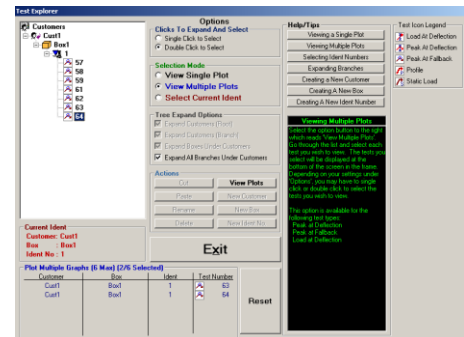 Test Explorer
Customers
Cust1
Box1
1
57
58
59
61
62
63
64
Options
Clicks To Expand And Select
Single Click to Select
Double Click to Select
Selection Mode
View Single Plot
View Multiple Plots
Select Current Ident
Tree Expand Options
Expand Customers (Root)
Expand Customers (Branch)
Expand Boxes Under Customers
Expand All Branches Under Customers
Actions
Cut
View Plots
Paste
New Customer
Rename
New Box
Delete
New Ident No.
Exit
Current Ident
Customer: Cust1
Box : Box1
Ident No : 1
Plot Multiple Graphs (6 Max) (2/6 Selected)
Customer Box Ident Test Number
Cust1 Box1 1 63
Cust1 Box1 1 64
Reset
Help/Tips
Viewing a Single Plot
Viewing Multiple Plots
Selecting Ident Numbers
Expanding Branches
Creating a New Customer
Creating A New Box
Creating A New Ident Number
Viewing Multiple Plots
Select the option button to the right
which reads 'View Multiple Plots'.
Go through the list and select each
test you wish to view. The tests you
select will be displayed at the
bottom of the screen in the frame.
Depending on your settings under
'Options', you may have to single
click or double click to select the
tests you wish to view.
This option is available for the
following test types:
Peak at Deflection
Peak at Fallback
Load at Deflection
Test Icon Legend
Load At Deflection
Peak At Deflection
Peak At Fallback
Profile
Static Load